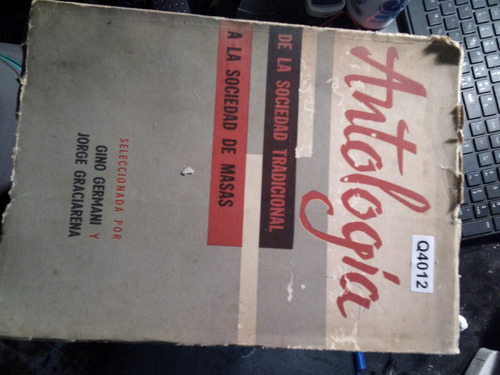 Antología
DE LA SOCIEDAD TRADICIONAL
A LA SOCIEDAD DE MASAS
SELECCIONADA POR
GINO GERMANI Y
JORGE GRACIARENA
Q4012